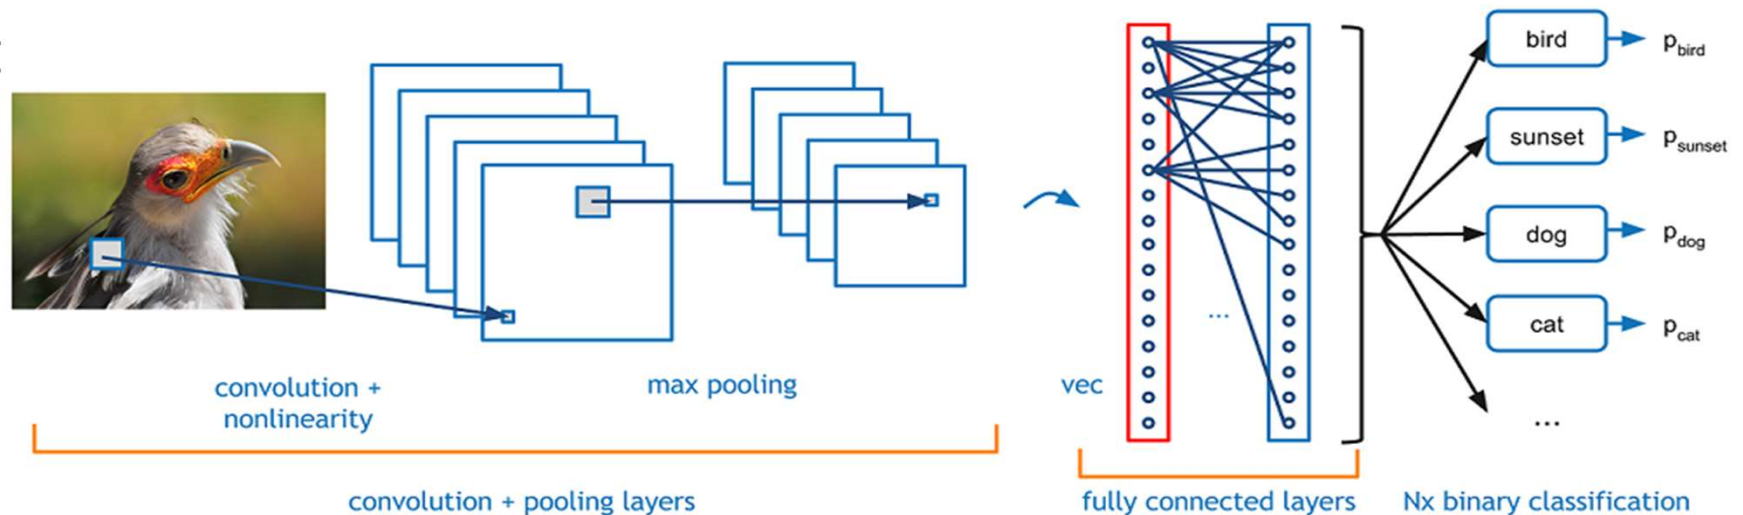 convolution +
nonlinearity
max pooling
vec
...
bird
p_bird
sunset
p_sunset
dog
p_dog
cat
p_cat
...
convolution + pooling layers
fully connected layers
Nx binary classification